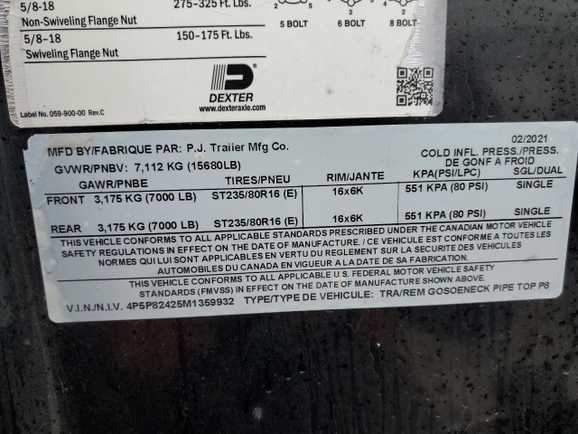 5/8-18 275-325 Ft. Lbs.
Non-Swiveling Flange Nut
5/8-18 150-175 Ft. Lbs.
Swiveling Flange Nut
2 5 3 4 2
5 BOLT 6 BOLT 8 BOLT
DEXTER
www.dexteraxle.com
Label No. 059-900-00 Rev.C
MFD BY/FABRIQUE PAR: P.J. Trailer Mfg Co. 02/2021
GVWR/PNBV: 7,112 KG (15680LB) COLD INFL. PRESS./PRESS.
DE GONF A FROID
GAWR/PNBE TIRES/PNEU RIM/JANTE KPA(PSI/LPC) SGL/DUAL
FRONT 3,175 KG (7000 LB) ST235/80R16 (E) 16x6K 551 KPA (80 PSI) SINGLE
REAR 3,175 KG (7000 LB) ST235/80R16 (E) 16x6K 551 KPA (80 PSI) SINGLE
THIS VEHICLE CONFORMS TO ALL APPLICABLE STANDARDS PRESCRIBED UNDER THE CANADIAN MOTOR VEHICLE
SAFETY REGULATIONS IN EFFECT ON THE DATE OF MANUFACTURE. / CE VEHICULE EST CONFORME A TOUTES LES
NORMES QUI LUI SONT APPLICABLES EN VERTU DU REGLEMENT SUR LA SECURITE DES VEHICULES
AUTOMOBILES DU CANADA EN VIGUEUR A LA DATE DE SA FABRICATION.
THIS VEHICLE CONFORMS TO ALL APPLICABLE U.S. FEDERAL MOTOR VEHICLE SAFETY
STANDARDS (FMVSS) IN EFFECT ON THE DATE OF MANUFACTURE SHOWN ABOVE
V.I.N./N.I.V. 4P5P82425M1359932 TYPE/TYPE DE VEHICULE: TRA/REM GOSOENECK PIPE TOP P8